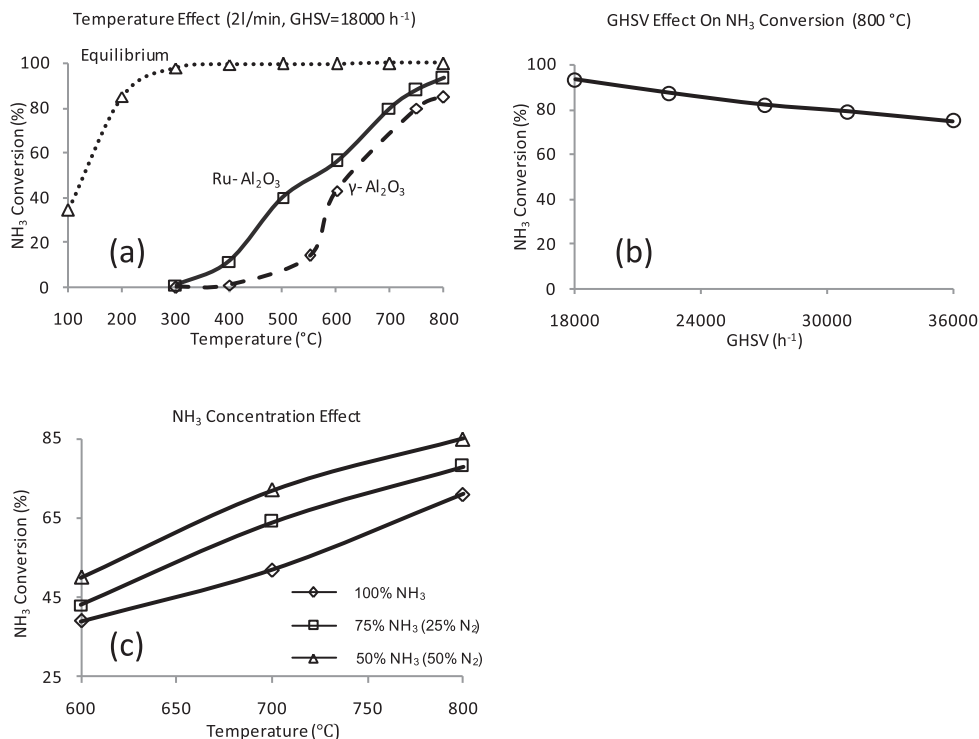 Temperature Effect (2l/min, GHSV=18000 h⁻¹)
Equilibrium
100
80
60
40
20
0
NH₃ Conversion (%)
Ru-Al₂O₃
γ-Al₂O₃
(a)
100 200 300 400 500 600 700 800
Temperature (°C)
GHSV Effect On NH₃ Conversion (800 °C)
100
80
60
40
20
0
NH₃ Conversion (%)
(b)
18000 24000 30000 36000
GHSV (h⁻¹)
NH₃ Concentration Effect
85
65
45
25
NH₃ Conversion (%)
100% NH₃
75% NH₃ (25% N₂)
50% NH₃ (50% N₂)
(c)
600 650 700 750 800
Temperature (℃)